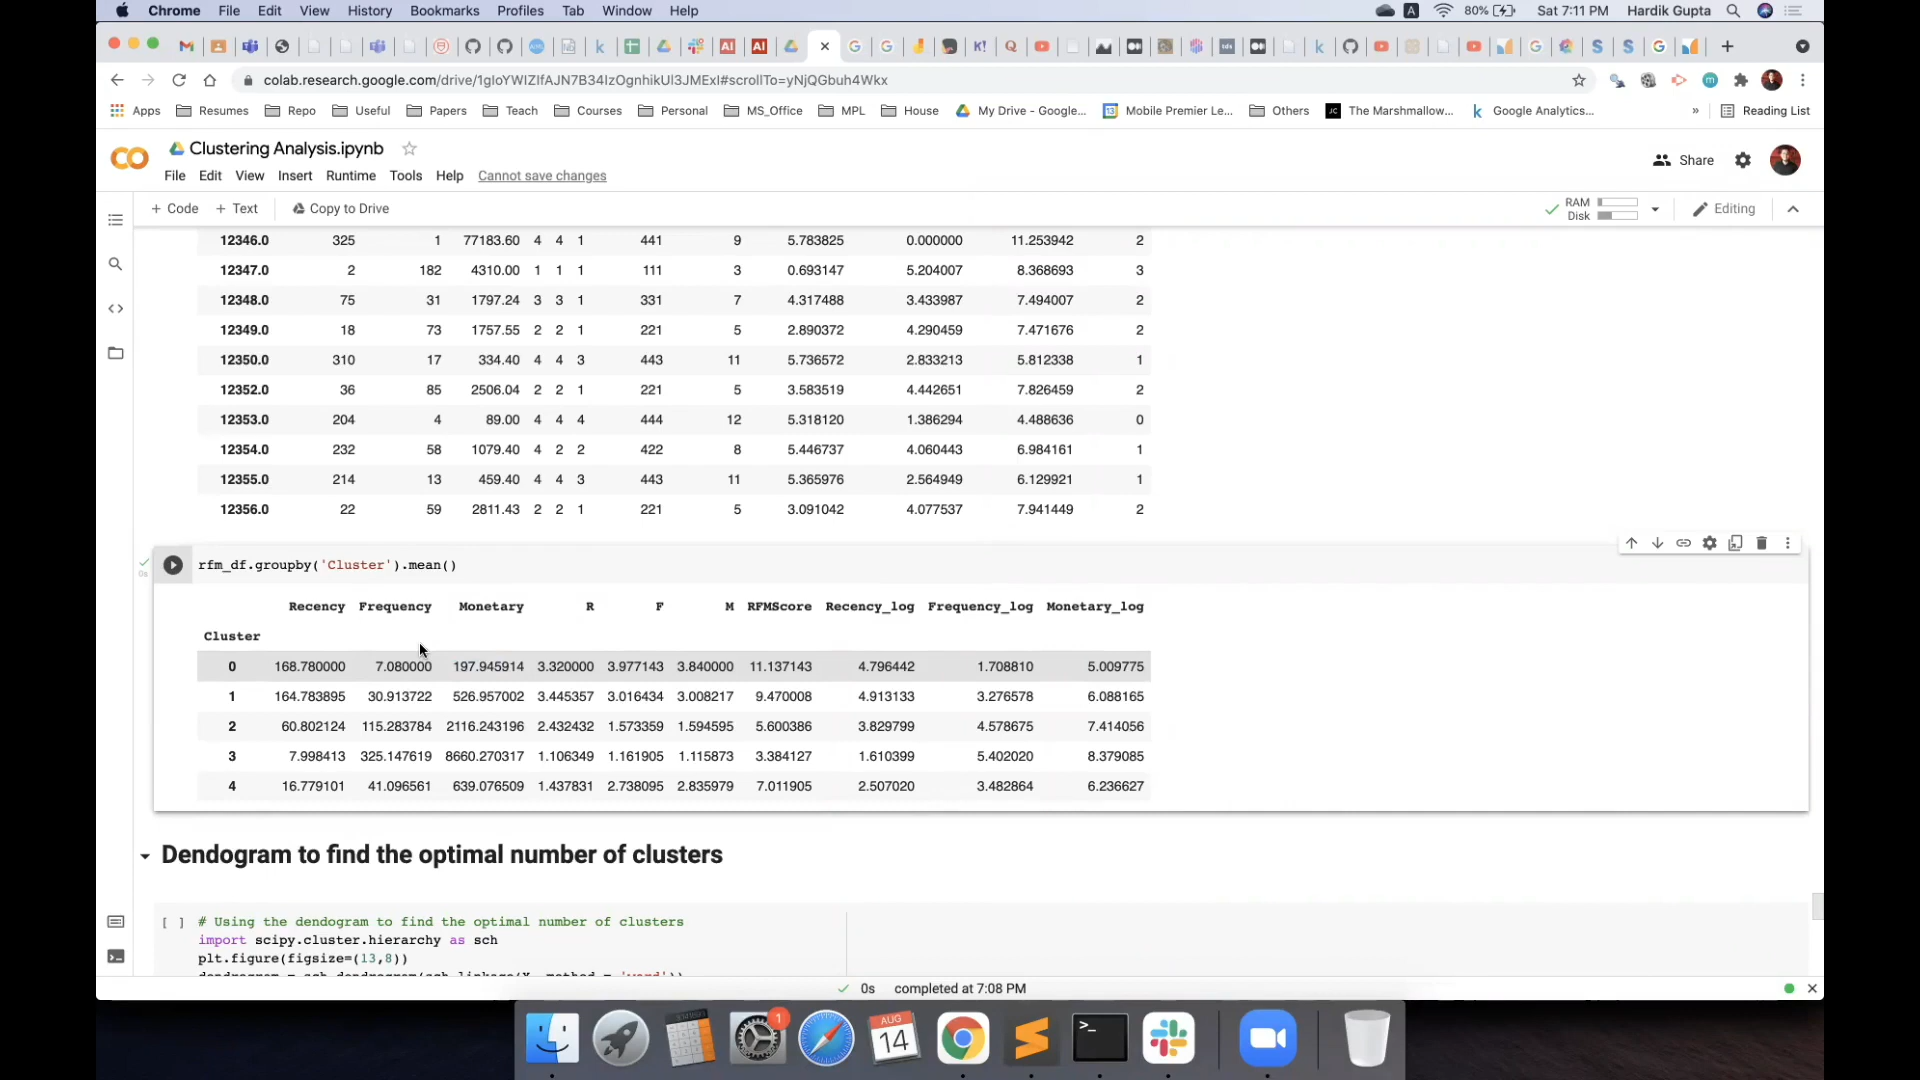 Chrome File Edit View History Bookmarks Profiles Tab Window Help A 80% Sat 7:11 PM Hardik Gupta
colab.research.google.com/drive/1gIoYWIZIfAJN7B34IzOgnhikUl3JMExI#scrollTo=yNjQGbuh4Wkx
Apps Resumes Repo Useful Papers Teach Courses Personal MS_Office MPL House My Drive - Google... Mobile Premier Le... Others The Marshmallow... Google Analytics... » Reading List
Clustering Analysis.ipynb
Share
File Edit View Insert Runtime Tools Help Cannot save changes
+ Code + Text Copy to Drive RAM Disk Editing
12346.0 325 1 77183.60 4 4 1 441 9 5.783825 0.000000 11.253942 2
12347.0 2 182 4310.00 1 1 1 111 3 0.693147 5.204007 8.368693 3
12348.0 75 31 1797.24 3 3 1 331 7 4.317488 3.433987 7.494007 2
12349.0 18 73 1757.55 2 2 1 221 5 2.890372 4.290459 7.471676 2
12350.0 310 17 334.40 4 4 3 443 11 5.736572 2.833213 5.812338 1
12352.0 36 85 2506.04 2 2 1 221 5 3.583519 4.442651 7.826459 2
12353.0 204 4 89.00 4 4 4 444 12 5.318120 1.386294 4.488636 0
12354.0 232 58 1079.40 4 2 2 422 8 5.446737 4.060443 6.984161 1
12355.0 214 13 459.40 4 4 3 443 11 5.365976 2.564949 6.129921 1
12356.0 22 59 2811.43 2 2 1 221 5 3.091042 4.077537 7.941449 2
rfm_df.groupby('Cluster').mean()
0s
Recency Frequency Monetary R F M RFMScore Recency_log Frequency_log Monetary_log
Cluster
0 168.780000 7.080000 197.945914 3.320000 3.977143 3.840000 11.137143 4.796442 1.708810 5.009775
1 164.783895 30.913722 526.957002 3.445357 3.016434 3.008217 9.470008 4.913133 3.276578 6.088165
2 60.802124 115.283784 2116.243196 2.432432 1.573359 1.594595 5.600386 3.829799 4.578675 7.414056
3 7.998413 325.147619 8660.270317 1.106349 1.161905 1.115873 3.384127 1.610399 5.402020 8.379085
4 16.779101 41.096561 639.076509 1.437831 2.738095 2.835979 7.011905 2.507020 3.482864 6.236627
Dendogram to find the optimal number of clusters
[ ] # Using the dendogram to find the optimal number of clusters
import scipy.cluster.hierarchy as sch
plt.figure(figsize=(13,8))
dendrogram = sch.dendrogram(sch.linkage(X, method = 'ward'))
0s completed at 7:08 PM
1
AUG
14